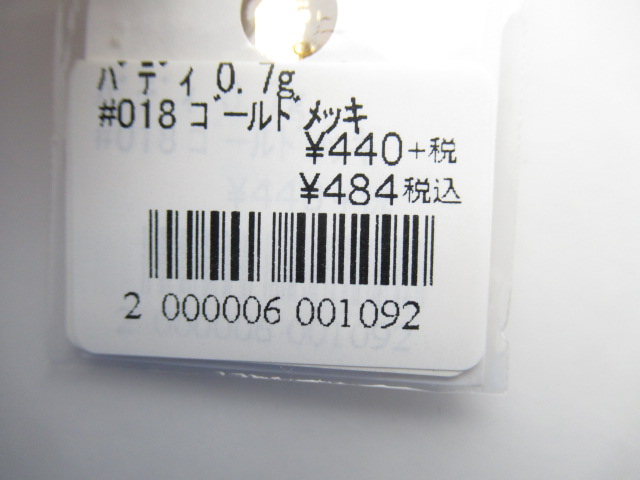 バディ 0.7g
#018 ゴールドメッキ
¥440+税
¥484税込
2 000006 001092